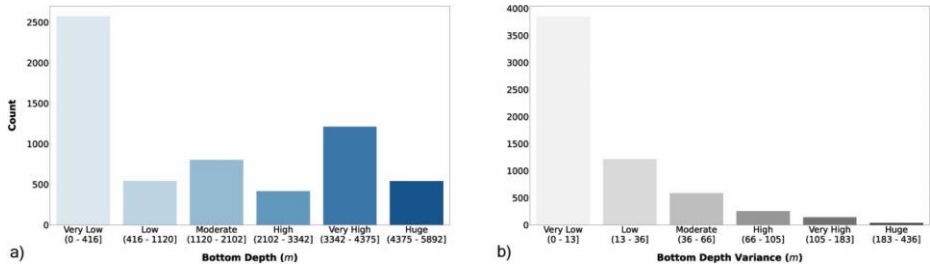 2500
2000
1500
1000
500
0
Count
Very Low Low Moderate High Very High Huge
(0 - 416] (416 - 1120] (1120 - 2102] (2102 - 3342] (3342 - 4375] (4375 - 5892]
a) Bottom Depth (m)
4000
3500
3000
2500
2000
1500
1000
500
0
Very Low Low Moderate High Very High Huge
(0 - 13] (13 - 36] (36 - 66] (66 - 105] (105 - 183] (183 - 436]
b) Bottom Depth Variance (m)